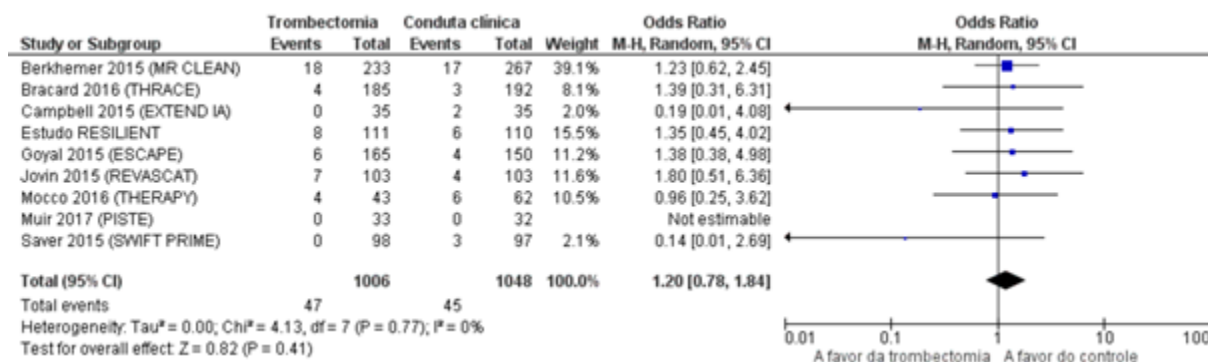 Trombectomia Conduta clínica Odds Ratio Odds Ratio
Study or Subgroup Events Total Events Total Weight M-H, Random, 95% CI M-H, Random, 95% CI
Berkhemer 2015 (MR CLEAN) 18 233 17 267 39.1% 1.23 [0.62, 2.45]
Bracard 2016 (THRACE) 4 185 3 192 8.1% 1.39 [0.31, 6.31]
Campbell 2015 (EXTEND IA) 0 35 2 35 2.0% 0.19 [0.01, 4.08]
Estudo RESILIENT 8 111 6 110 15.5% 1.35 [0.45, 4.02]
Goyal 2015 (ESCAPE) 6 165 4 150 11.2% 1.38 [0.38, 4.98]
Jovin 2015 (REVASCAT) 7 103 4 103 11.6% 1.80 [0.51, 6.36]
Mocco 2016 (THERAPY) 4 43 6 62 10.5% 0.96 [0.25, 3.62]
Muir 2017 (PISTE) 0 33 0 32 Not estimable
Saver 2015 (SWIFT PRIME) 0 98 3 97 2.1% 0.14 [0.01, 2.69]
Total (95% CI) 1006 1048 100.0% 1.20 [0.78, 1.84]
Total events 47 45
Heterogeneity: Tau² = 0.00; Chi² = 4.13, df = 7 (P = 0.77); I² = 0%
Test for overall effect: Z = 0.82 (P = 0.41)
0.01 0.1 1 10 100
A favor da trombectomia A favor do controle